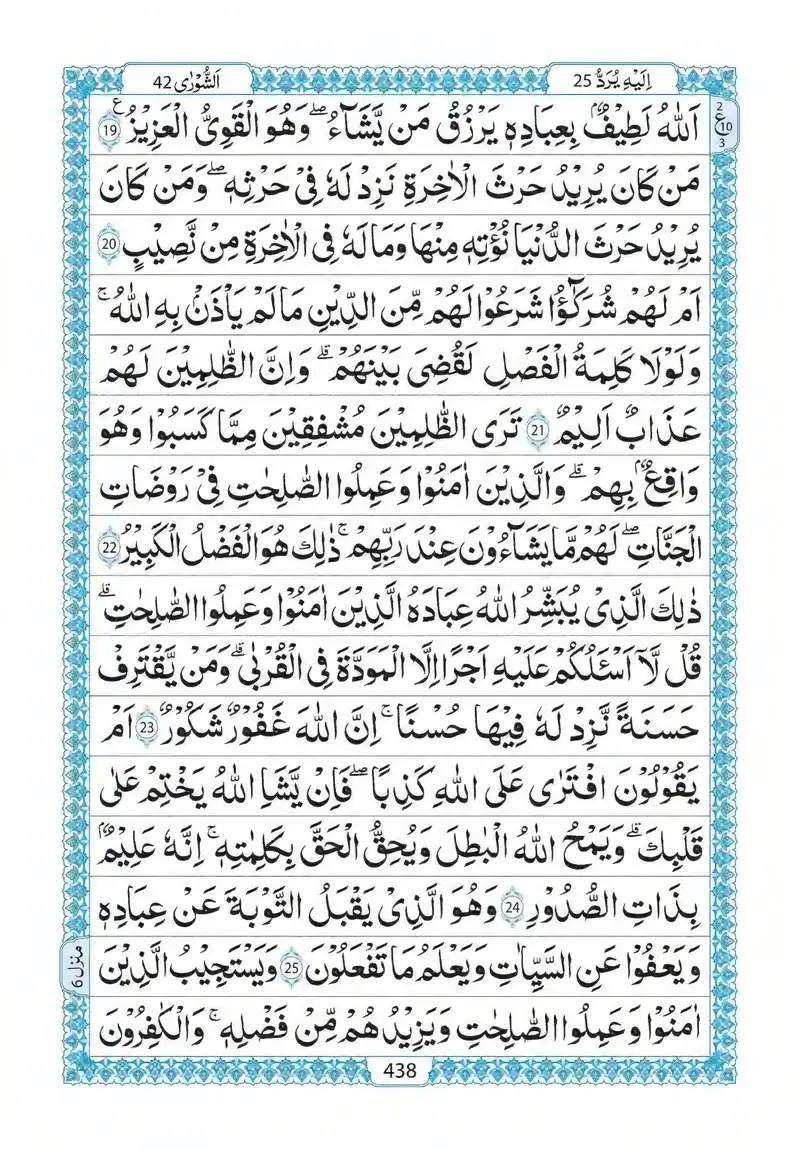 اِلَيْهِ يُرَدُّ 25
اَلشُّوْرٰى 42
اَللّٰهُ لَطِيْفٌۢ بِعِبَادِهٖ يَرْزُقُ مَنْ يَّشَآءُ ۖ وَهُوَ الْقَوِىُّ الْعَزِيْزُ ع 19
2 ع 10 3
مَنْ كَانَ يُرِيْدُ حَرْثَ الْاٰخِرَةِ نَزِدْ لَهٗ فِىْ حَرْثِهٖ ۖ وَمَنْ كَانَ
يُرِيْدُ حَرْثَ الدُّنْيَا نُؤْتِهٖ مِنْهَا وَمَا لَهٗ فِى الْاٰخِرَةِ مِنْ نَّصِيْبٍ 20
اَمْ لَهُمْ شُرَكٰٓؤُا شَرَعُوْا لَهُمْ مِّنَ الدِّيْنِ مَا لَمْ يَاْذَنْۢ بِهِ اللّٰهُ ۚ
وَلَوْلَا كَلِمَةُ الْفَصْلِ لَقُضِىَ بَيْنَهُمْ ۗ وَاِنَّ الظّٰلِمِيْنَ لَهُمْ
عَذَابٌ اَلِيْمٌ 21 تَرَى الظّٰلِمِيْنَ مُشْفِقِيْنَ مِمَّا كَسَبُوْا وَهُوَ
وَاقِعٌۢ بِهِمْ ۗ وَالَّذِيْنَ اٰمَنُوْا وَعَمِلُوا الصّٰلِحٰتِ فِىْ رَوْضَاتِ
الْجَنّٰتِ ۖ لَهُمْ مَّا يَشَآءُوْنَ عِنْدَ رَبِّهِمْ ۚ ذٰلِكَ هُوَ الْفَضْلُ الْكَبِيْرُ 22
ذٰلِكَ الَّذِىْ يُبَشِّرُ اللّٰهُ عِبَادَهُ الَّذِيْنَ اٰمَنُوْا وَعَمِلُوا الصّٰلِحٰتِ ۗ
قُلْ لَّآ اَسْـَٔلُكُمْ عَلَيْهِ اَجْرًا اِلَّا الْمَوَدَّةَ فِى الْقُرْبٰى ۗ وَمَنْ يَّقْتَرِفْ
حَسَنَةً نَّزِدْ لَهٗ فِيْهَا حُسْنًا ۚ اِنَّ اللّٰهَ غَفُوْرٌ شَكُوْرٌ 23 اَمْ
يَقُوْلُوْنَ افْتَرٰى عَلَى اللّٰهِ كَذِبًا ۖ فَاِنْ يَّشَاِ اللّٰهُ يَخْتِمْ عَلٰى
قَلْبِكَ ۗ وَيَمْحُ اللّٰهُ الْبٰطِلَ وَيُحِقُّ الْحَقَّ بِكَلِمٰتِهٖ ۚ اِنَّهٗ عَلِيْمٌۢ
بِذَاتِ الصُّدُوْرِ 24 وَهُوَ الَّذِىْ يَقْبَلُ التَّوْبَةَ عَنْ عِبَادِهٖ
وَيَعْفُوْا عَنِ السَّيِّاٰتِ وَيَعْلَمُ مَا تَفْعَلُوْنَ 25 وَيَسْتَجِيْبُ الَّذِيْنَ
منزل 6
اٰمَنُوْا وَعَمِلُوا الصّٰلِحٰتِ وَيَزِيْدُهُمْ مِّنْ فَضْلِهٖ ۚ وَالْكٰفِرُوْنَ
438